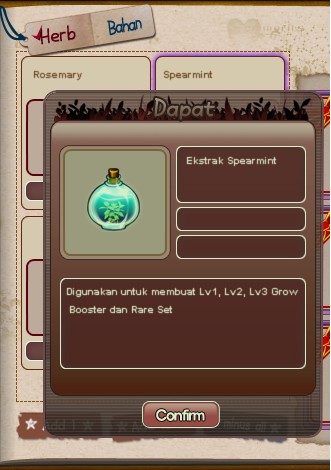 Herb
Bahan
Rosemary
Spearmint
Dapat
Ekstrak Spearmint
Digunakan untuk membuat Lv1, Lv2, Lv3 Grow
Booster dan Rare Set
Confirm